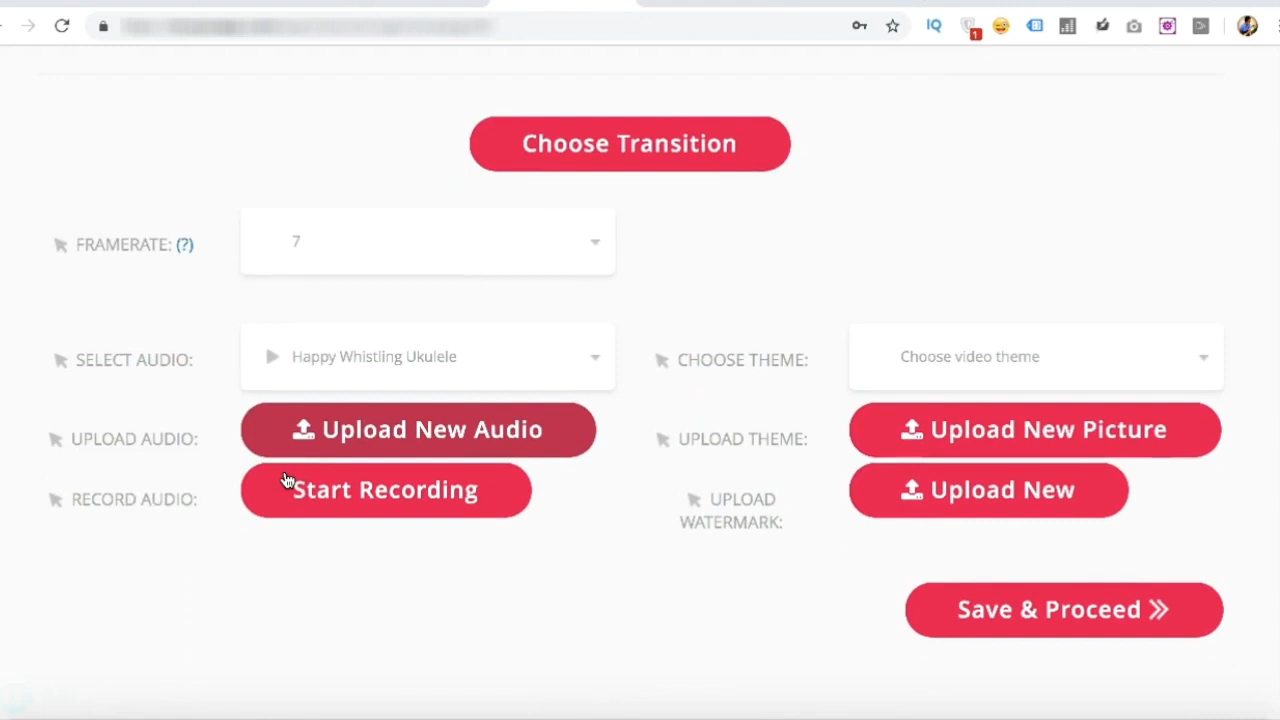 1
Choose Transition
FRAMERATE: (?)
7
SELECT AUDIO:
Happy Whistling Ukulele
CHOOSE THEME:
Choose video theme
UPLOAD AUDIO:
Upload New Audio
UPLOAD THEME:
Upload New Picture
RECORD AUDIO:
Start Recording
UPLOAD
WATERMARK:
Upload New
Save & Proceed